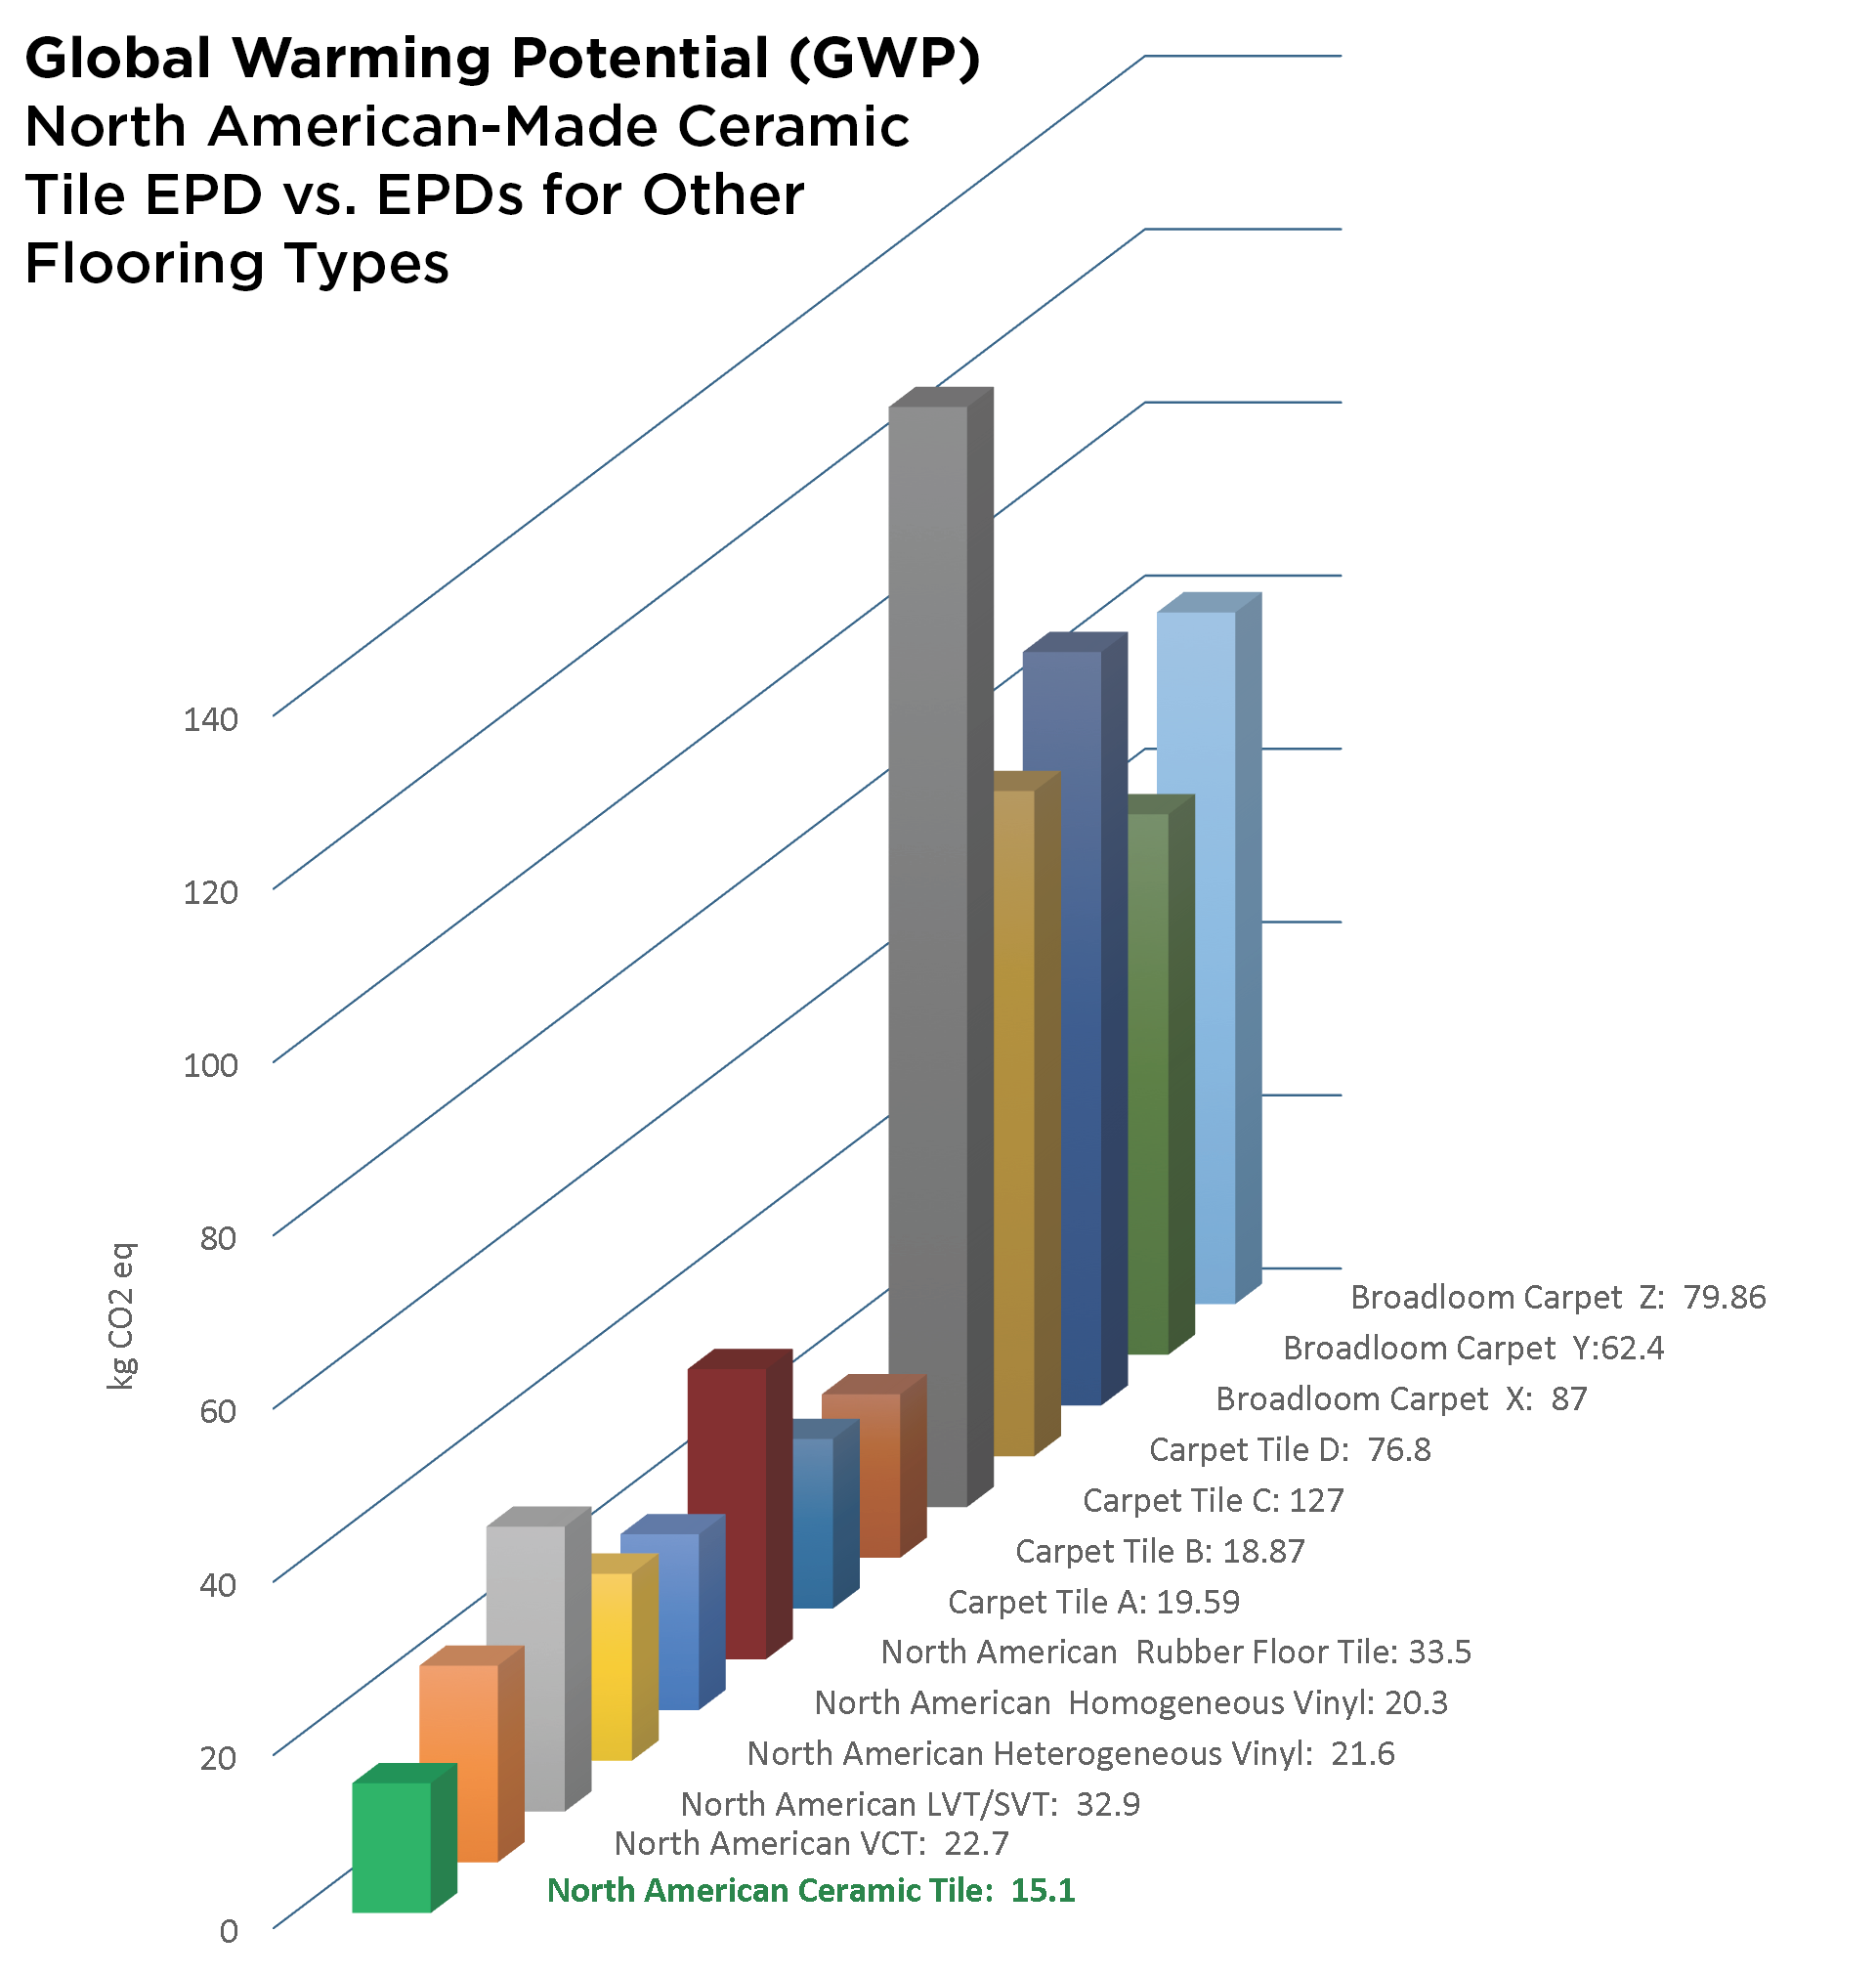 Global Warming Potential (GWP)
North American-Made Ceramic
Tile EPD vs. EPDs for Other
Flooring Types
140
120
100
80
60
40
20
0
kg CO2 eq
Broadloom Carpet Z: 79.86
Broadloom Carpet Y:62.4
Broadloom Carpet X: 87
Carpet Tile D: 76.8
Carpet Tile C: 127
Carpet Tile B: 18.87
Carpet Tile A: 19.59
North American Rubber Floor Tile: 33.5
North American Homogeneous Vinyl: 20.3
North American Heterogeneous Vinyl: 21.6
North American LVT/SVT: 32.9
North American VCT: 22.7
North American Ceramic Tile: 15.1